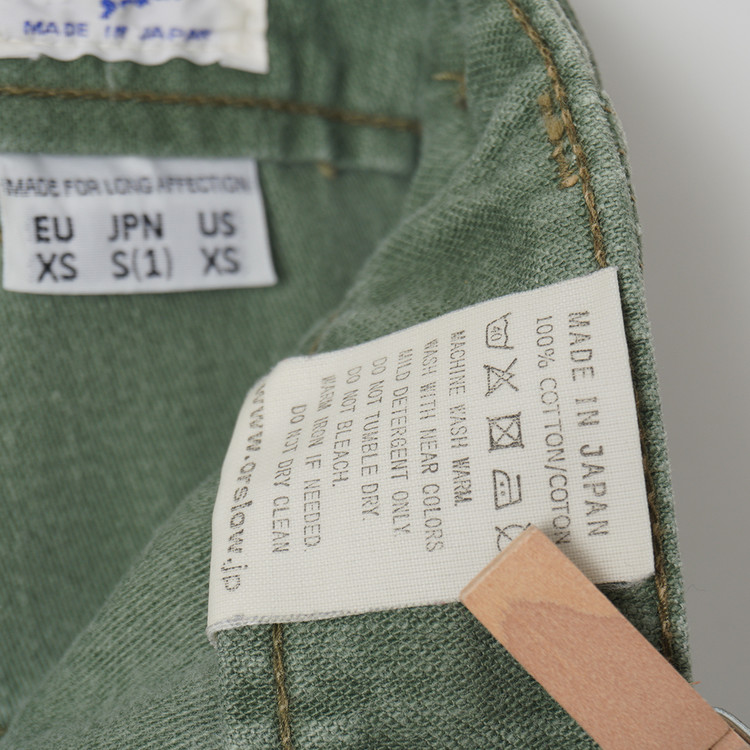 MADE IN JAPAN
MADE FOR LONG AFFECTION
EU JPN US
XS S(1) XS
MADE IN JAPAN
100% COTTON/COTON
40
MACHINE WASH WARM.
WASH WITH NEAR COLORS
MILD DETERGENT ONLY.
DO NOT TUMBLE DRY.
DO NOT BLEACH.
WARM IRON IF NEEDED.
DO NOT DRY CLEAN
www.orslow.jp